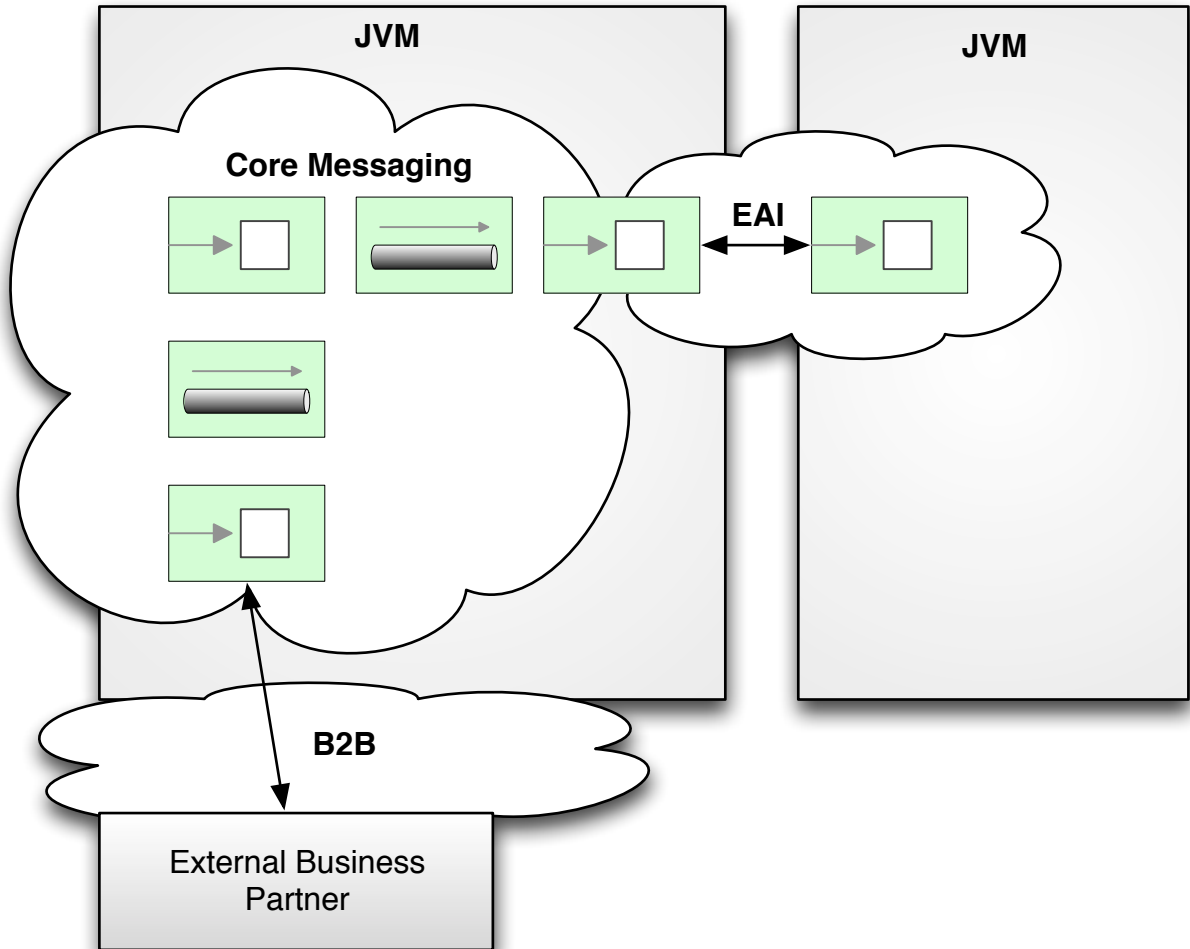 JVM
JVM
Core Messaging
EAI
B2B
External Business
Partner